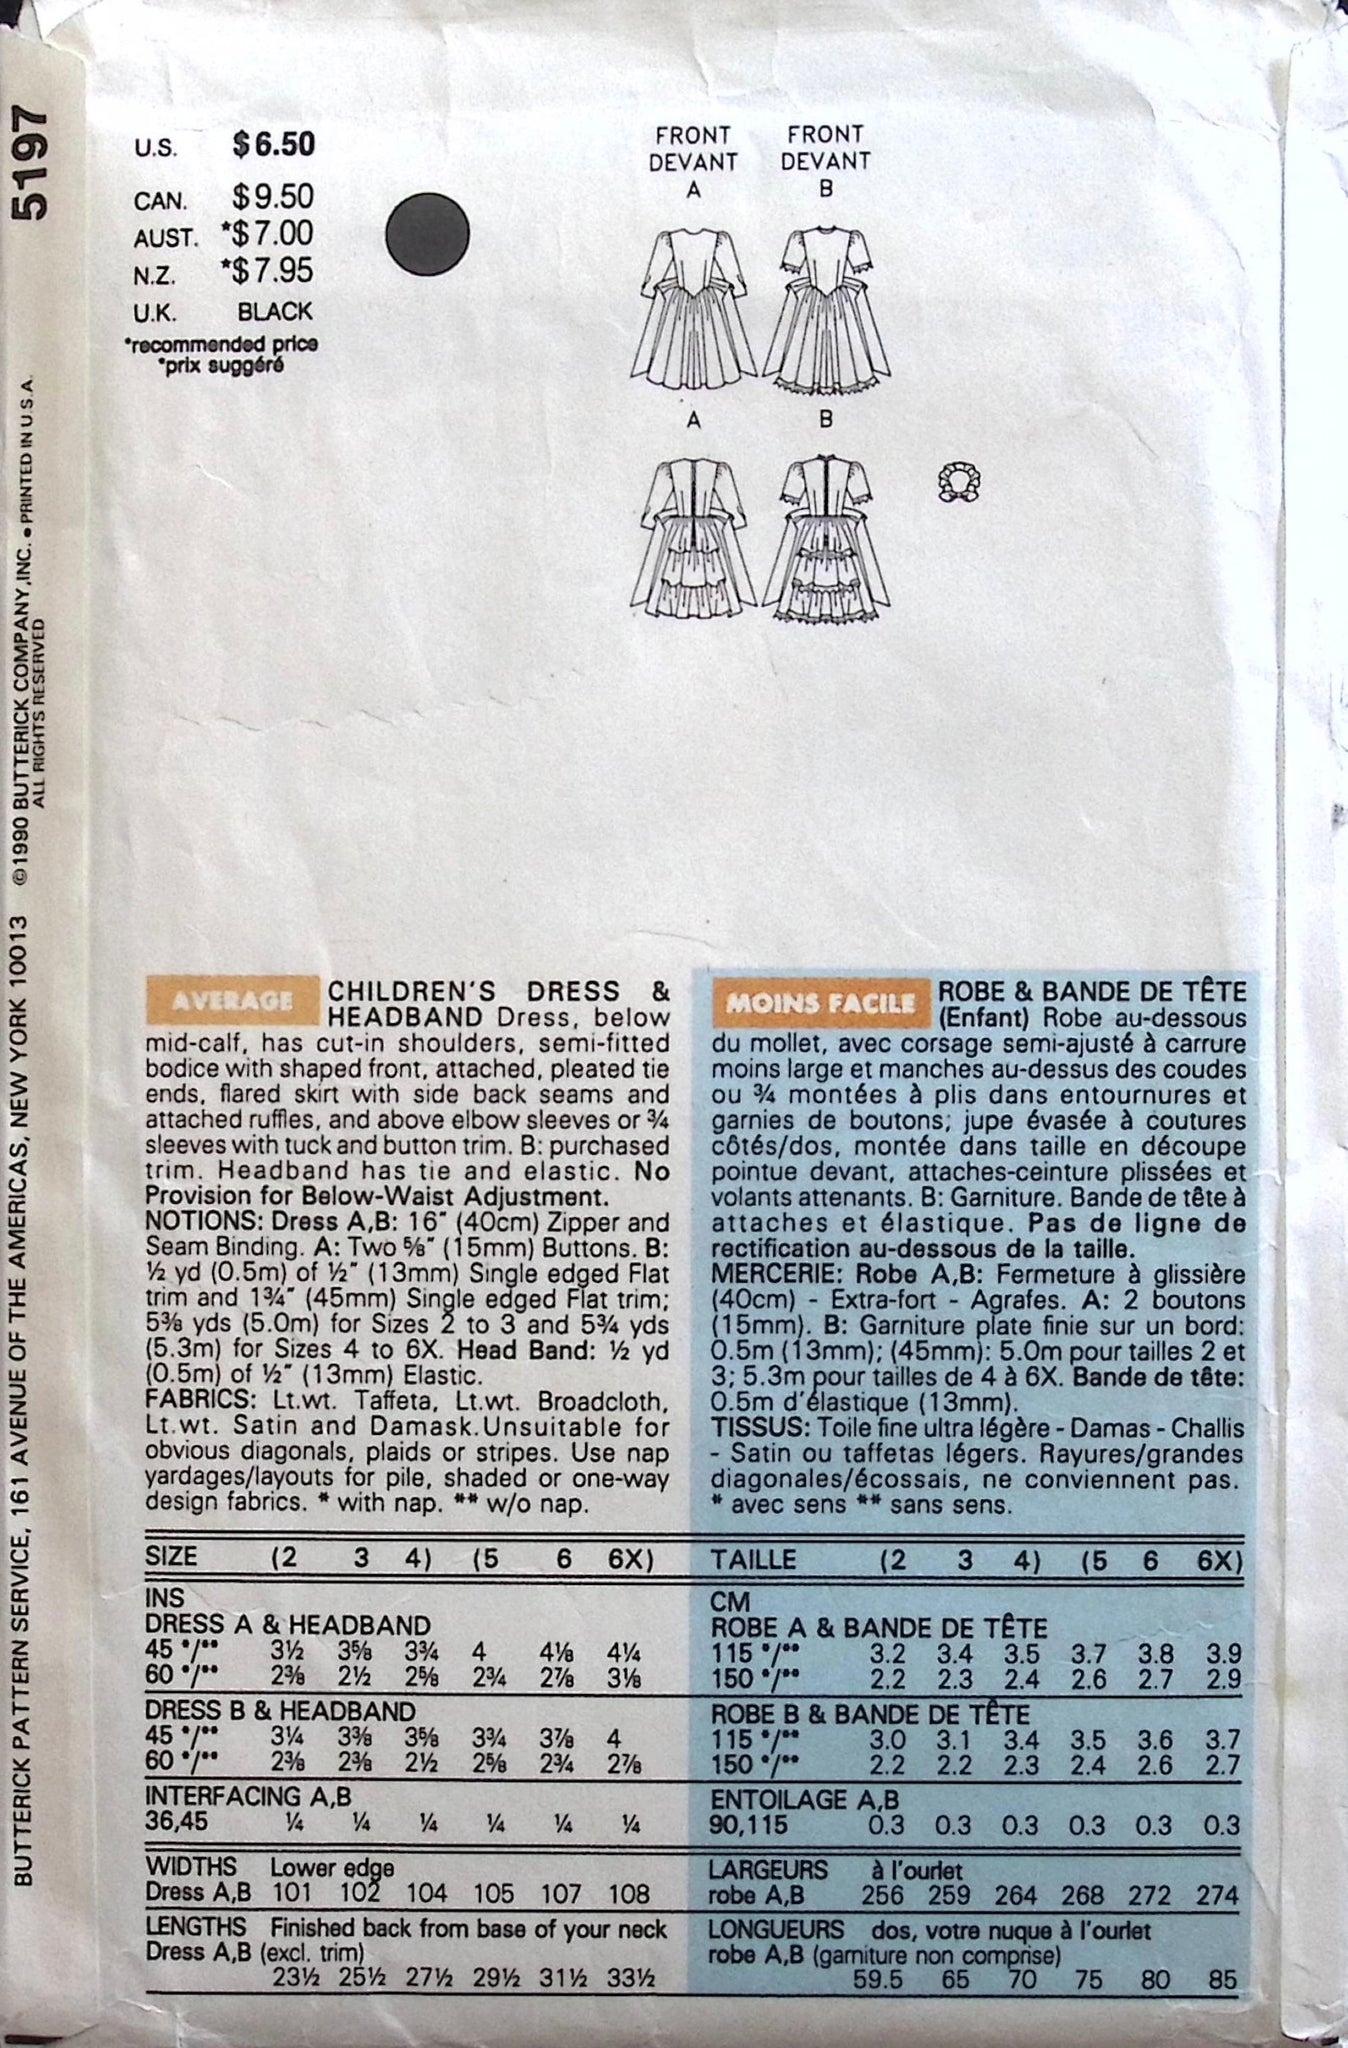 5197
BUTTERICK PATTERN SERVICE, 161 AVENUE OF THE AMERICAS, NEW YORK 10013 ©1990 BUTTERICK COMPANY, INC. • PRINTED IN U.S.A.
ALL RIGHTS RESERVED
U.S. $6.50
CAN. $9.50
AUST. *$7.00
N.Z. *$7.95
U.K. BLACK
*recommended price
*prix suggéré
FRONT FRONT
DEVANT DEVANT
A B
A B
AVERAGE CHILDREN'S DRESS &
HEADBAND Dress, below
mid-calf, has cut-in shoulders, semi-fitted
bodice with shaped front, attached, pleated tie
ends, flared skirt with side back seams and
attached ruffles, and above elbow sleeves or ¾
sleeves with tuck and button trim. B: purchased
trim. Headband has tie and elastic. No
Provision for Below-Waist Adjustment.
NOTIONS: Dress A,B: 16" (40cm) Zipper and
Seam Binding. A: Two ⅝" (15mm) Buttons. B:
½ yd (0.5m) of ½" (13mm) Single edged Flat
trim and 1¾" (45mm) Single edged Flat trim;
5⅜ yds (5.0m) for Sizes 2 to 3 and 5¾ yds
(5.3m) for Sizes 4 to 6X. Head Band: ½ yd
(0.5m) of ½" (13mm) Elastic.
FABRICS: Lt.wt. Taffeta, Lt.wt. Broadcloth,
Lt.wt. Satin and Damask.Unsuitable for
obvious diagonals, plaids or stripes. Use nap
yardages/layouts for pile, shaded or one-way
design fabrics. * with nap. ** w/o nap.
SIZE (2 3 4) (5 6 6X)
INS
DRESS A & HEADBAND
45 */** 3½ 3⅝ 3¾ 4 4⅛ 4¼
60 */** 2⅜ 2½ 2⅝ 2¾ 2⅞ 3⅛
DRESS B & HEADBAND
45 */** 3¼ 3⅜ 3⅝ 3¾ 3⅞ 4
60 */** 2⅜ 2⅜ 2½ 2⅝ 2¾ 2⅞
INTERFACING A,B
36,45 ¼ ¼ ¼ ¼ ¼ ¼
WIDTHS Lower edge
Dress A,B 101 102 104 105 107 108
LENGTHS Finished back from base of your neck
Dress A,B (excl. trim)
23½ 25½ 27½ 29½ 31½ 33½
MOINS FACILE ROBE & BANDE DE TÊTE
(Enfant) Robe au-dessous
du mollet, avec corsage semi-ajusté à carrure
moins large et manches au-dessus des coudes
ou ¾ montées à plis dans entournures et
garnies de boutons; jupe évasée à coutures
côtés/dos, montée dans taille en découpe
pointue devant, attaches-ceinture plissées et
volants attenants. B: Garniture. Bande de tête à
attaches et élastique. Pas de ligne de
rectification au-dessous de la taille.
MERCERIE: Robe A,B: Fermeture à glissière
(40cm) - Extra-fort - Agrafes. A: 2 boutons
(15mm). B: Garniture plate finie sur un bord:
0.5m (13mm); (45mm): 5.0m pour tailles 2 et
3; 5.3m pour tailles de 4 à 6X. Bande de tête:
0.5m d'élastique (13mm).
TISSUS: Toile fine ultra légère - Damas - Challis
- Satin ou taffetas légers. Rayures/grandes
diagonales/écossais, ne conviennent pas.
* avec sens ** sans sens.
TAILLE (2 3 4) (5 6 6X)
CM
ROBE A & BANDE DE TÊTE
115 */** 3.2 3.4 3.5 3.7 3.8 3.9
150 */** 2.2 2.3 2.4 2.6 2.7 2.9
ROBE B & BANDE DE TÊTE
115 */** 3.0 3.1 3.4 3.5 3.6 3.7
150 */** 2.2 2.2 2.3 2.4 2.6 2.7
ENTOILAGE A,B
90,115 0.3 0.3 0.3 0.3 0.3 0.3
LARGEURS à l'ourlet
robe A,B 256 259 264 268 272 274
LONGUEURS dos, votre nuque à l'ourlet
robe A,B (garniture non comprise)
59.5 65 70 75 80 85